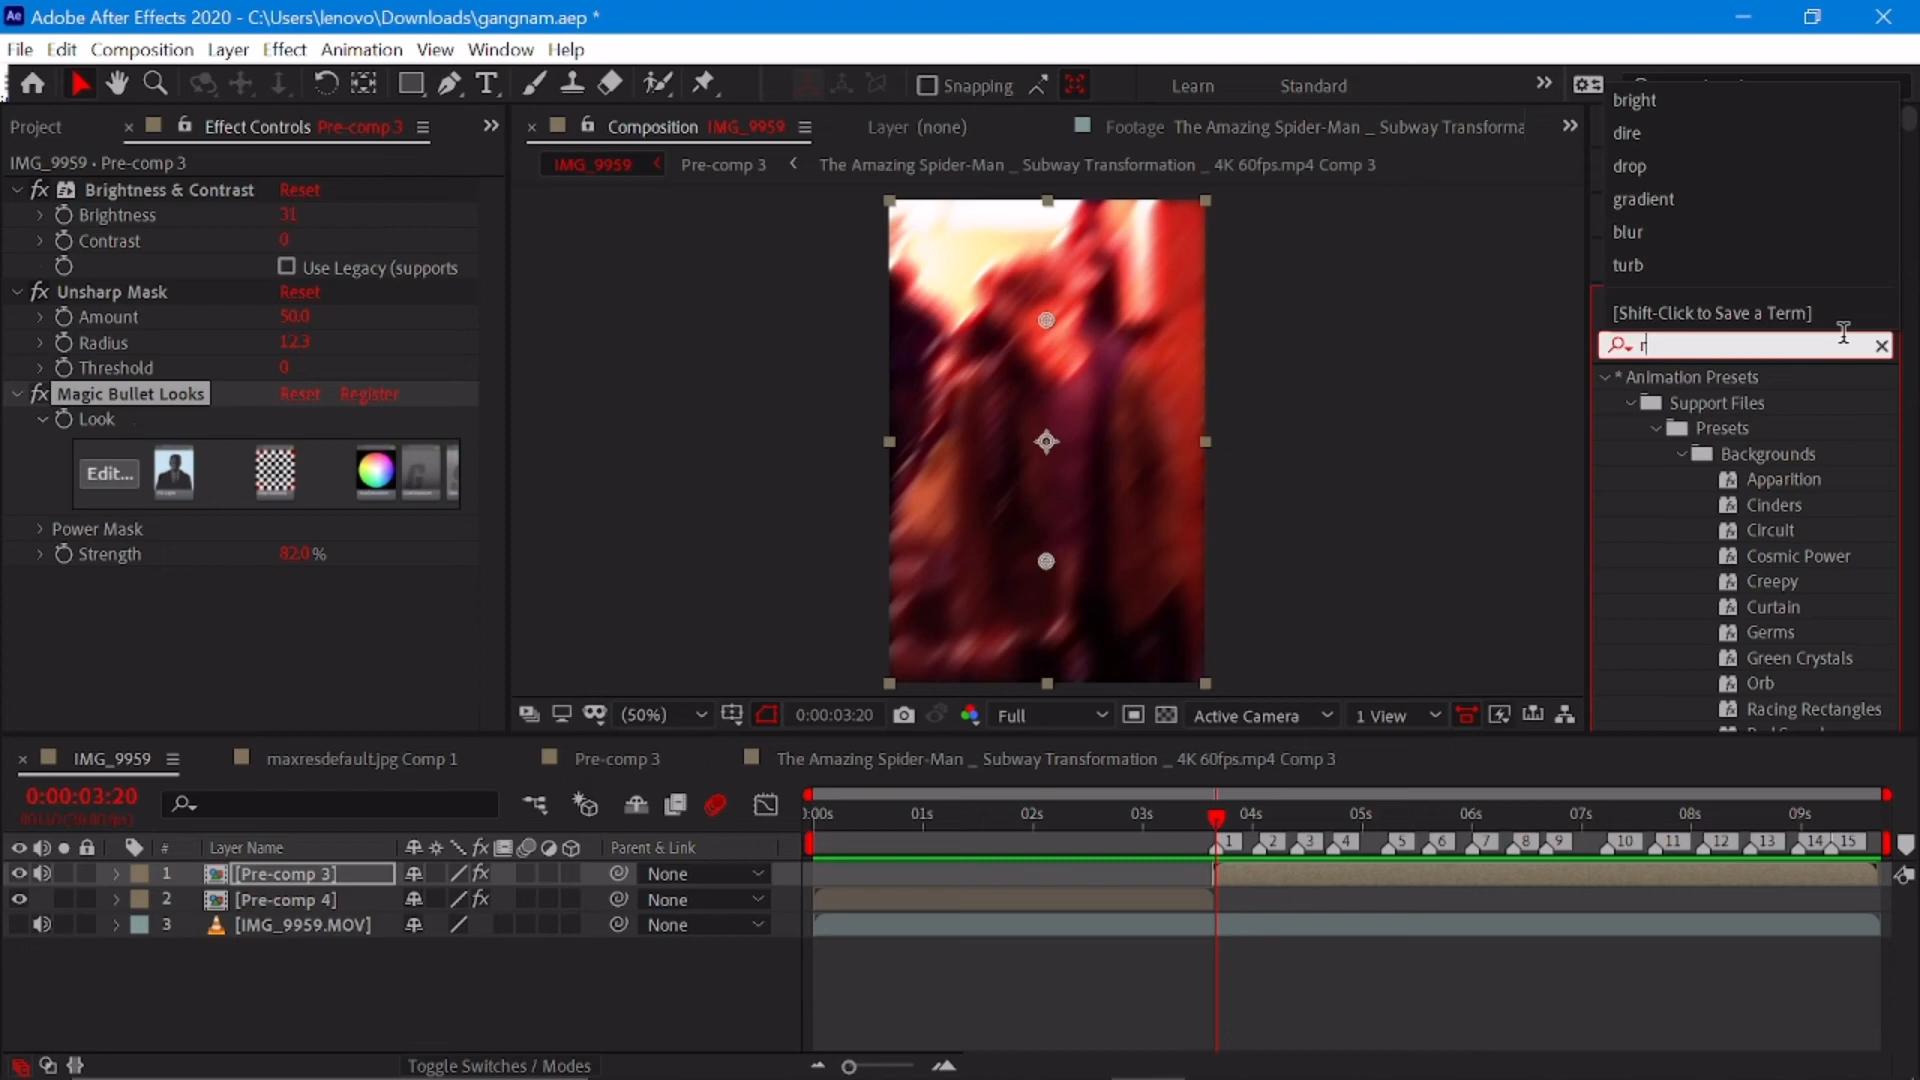 Adobe After Effects 2020 - C:\Users\lenovo\Downloads\gangnam.aep *
File Edit Composition Layer Effect Animation View Window Help
Snapping Learn Standard
Project Effect Controls Pre-comp 3
Composition IMG_9959 Layer (none) Footage The Amazing Spider-Man _ Subway Transforma
IMG_9959 • Pre-comp 3
IMG_9959 Pre-comp 3 The Amazing Spider-Man _ Subway Transformation _ 4K 60fps.mp4 Comp 3
fx Brightness & Contrast Reset
Brightness 31
Contrast 0
Use Legacy (supports
fx Unsharp Mask Reset
Amount 50.0
Radius 12.3
Threshold 0
fx Magic Bullet Looks Reset Register
Look
Edit...
Power Mask
Strength 82.0 %
bright
dire
drop
gradient
blur
turb
[Shift-Click to Save a Term]
r
* Animation Presets
Support Files
Presets
Backgrounds
Apparition
Cinders
Circuit
Cosmic Power
Creepy
Curtain
Germs
Green Crystals
Orb
Racing Rectangles
(50%) 0:00:03:20 Full Active Camera 1 View
IMG_9959 maxresdefault.jpg Comp 1 Pre-comp 3 The Amazing Spider-Man _ Subway Transformation _ 4K 60fps.mp4 Comp 3
0:00:03:20
:00s 01s 02s 03s 04s 05s 06s 07s 08s 09s
# Layer Name fx Parent & Link
1 2 3 4 5 6 7 8 9 10 11 12 13 14 15
1 [Pre-comp 3] fx None
2 [Pre-comp 4] fx None
3 [IMG_9959.MOV] None
Toggle Switches / Modes